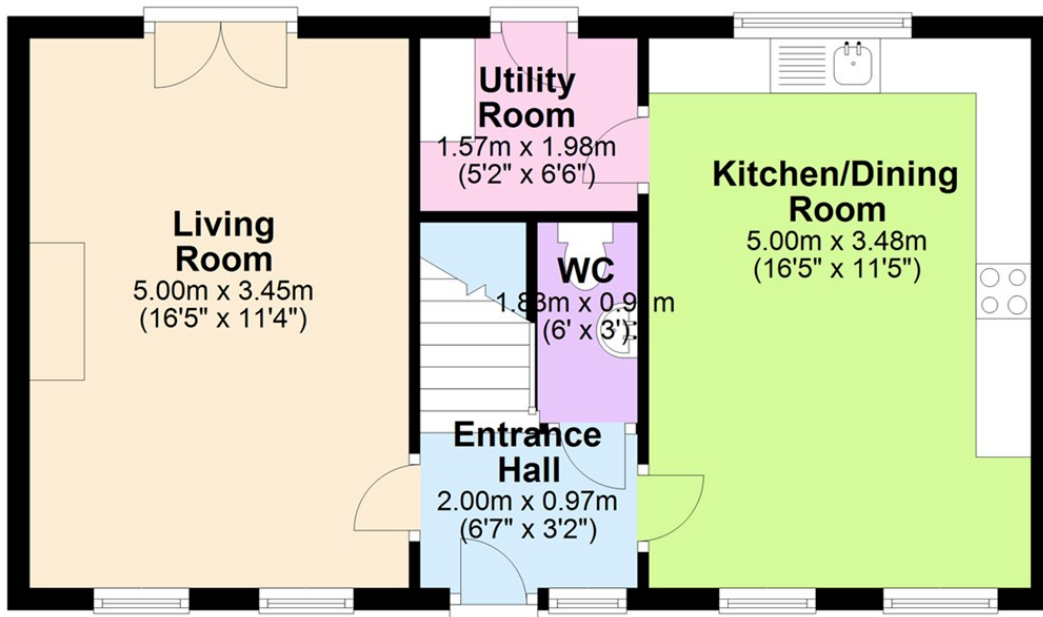 Living
Room
5.00m x 3.45m
(16'5" x 11'4")
Utility
Room
1.57m x 1.98m
(5'2" x 6'6")
Kitchen/Dining
Room
5.00m x 3.48m
(16'5" x 11'5")
WC
(6' x 3')
Entrance
Hall
2.00m x 0.97m
(6'7" x 3'2")